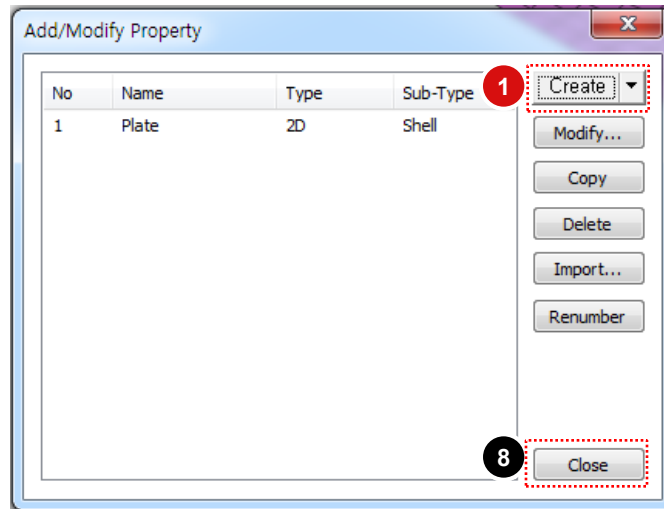 Add/Modify Property
No Name Type Sub-Type
1 Plate 2D Shell
1
Create
Modify...
Copy
Delete
Import...
Renumber
8
Close